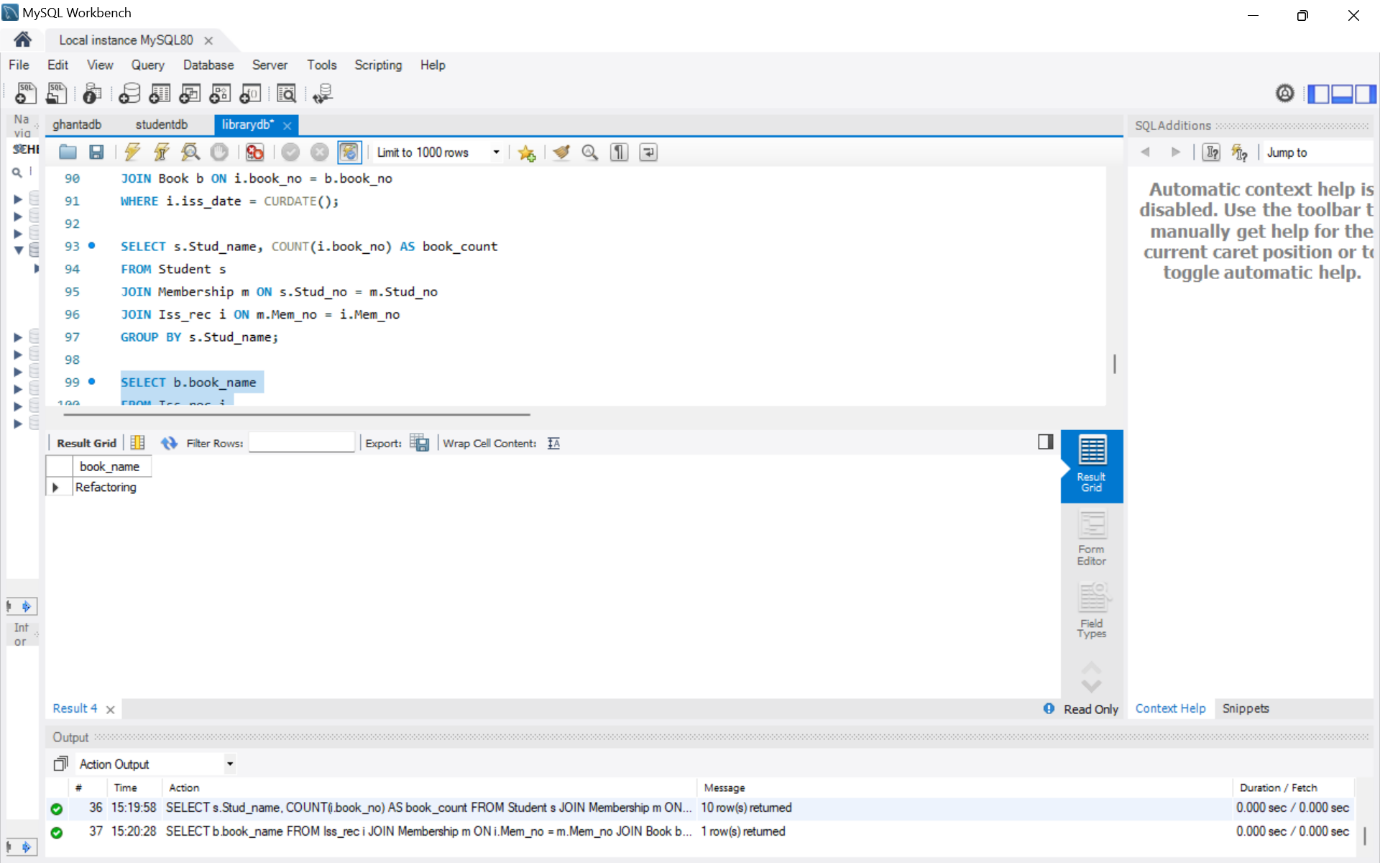 MySQL Workbench
Local instance MySQL80
File Edit View Query Database Server Tools Scripting Help
Na
vig
SCHE
ghantadb studentdb librarydb*
SQLAdditions
Limit to 1000 rows
Jump to
90 JOIN Book b ON i.book_no = b.book_no
91 WHERE i.iss_date = CURDATE();
92
93 SELECT s.Stud_name, COUNT(i.book_no) AS book_count
94 FROM Student s
95 JOIN Membership m ON s.Stud_no = m.Stud_no
96 JOIN Iss_rec i ON m.Mem_no = i.Mem_no
97 GROUP BY s.Stud_name;
98
99 SELECT b.book_name
100 FROM Iss_rec i
Automatic context help is
disabled. Use the toolbar t
manually get help for the
current caret position or to
toggle automatic help.
Result Grid Filter Rows: Export: Wrap Cell Content:
book_name
Refactoring
Result
Grid
Form
Editor
Field
Types
Int
or
Result 4
Read Only
Context Help Snippets
Output
Action Output
# Time Action Message Duration / Fetch
36 15:19:58 SELECT s.Stud_name, COUNT(i.book_no) AS book_count FROM Student s JOIN Membership m ON... 10 row(s) returned 0.000 sec / 0.000 sec
37 15:20:28 SELECT b.book_name FROM Iss_rec i JOIN Membership m ON i.Mem_no = m.Mem_no JOIN Book b... 1 row(s) returned 0.000 sec / 0.000 sec